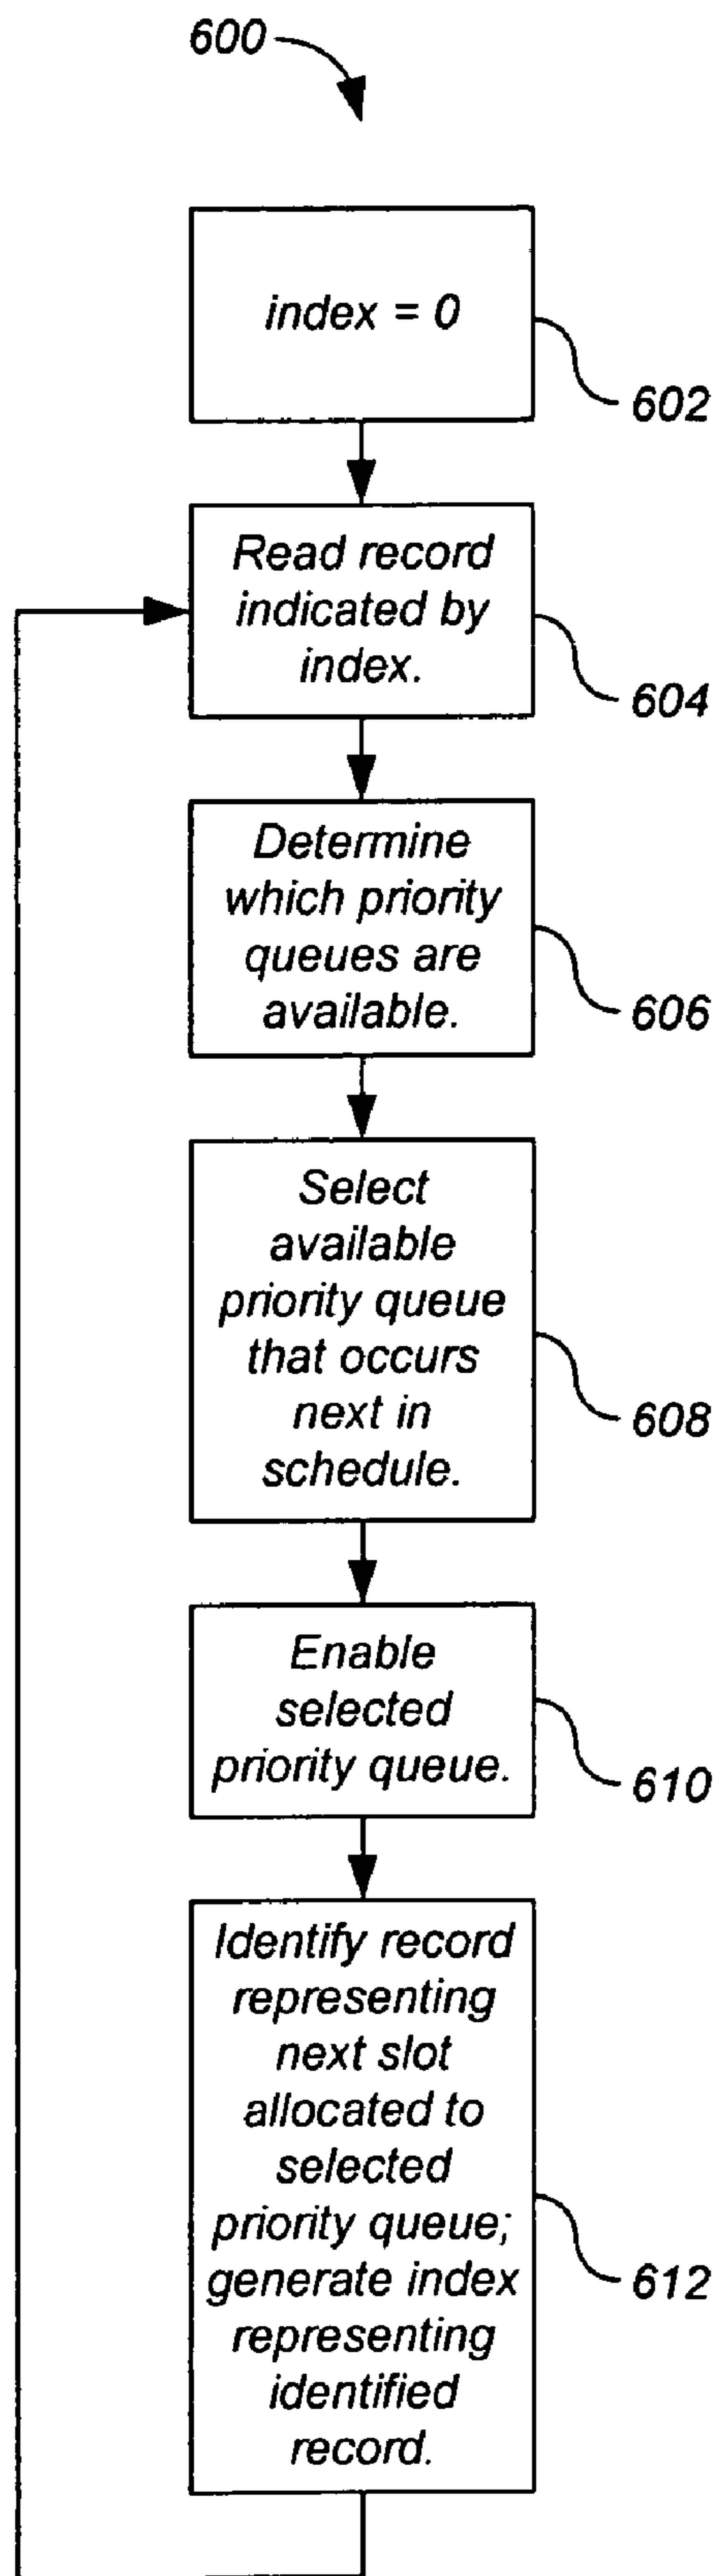 600
index = 0
602
Read record
indicated by
index.
604
Determine
which priority
queues are
available.
606
Select
available
priority queue
that occurs
next in
schedule.
608
Enable
selected
priority queue.
610
Identify record
representing
next slot
allocated to
selected
priority queue;
generate index
representing
identified
record.
612